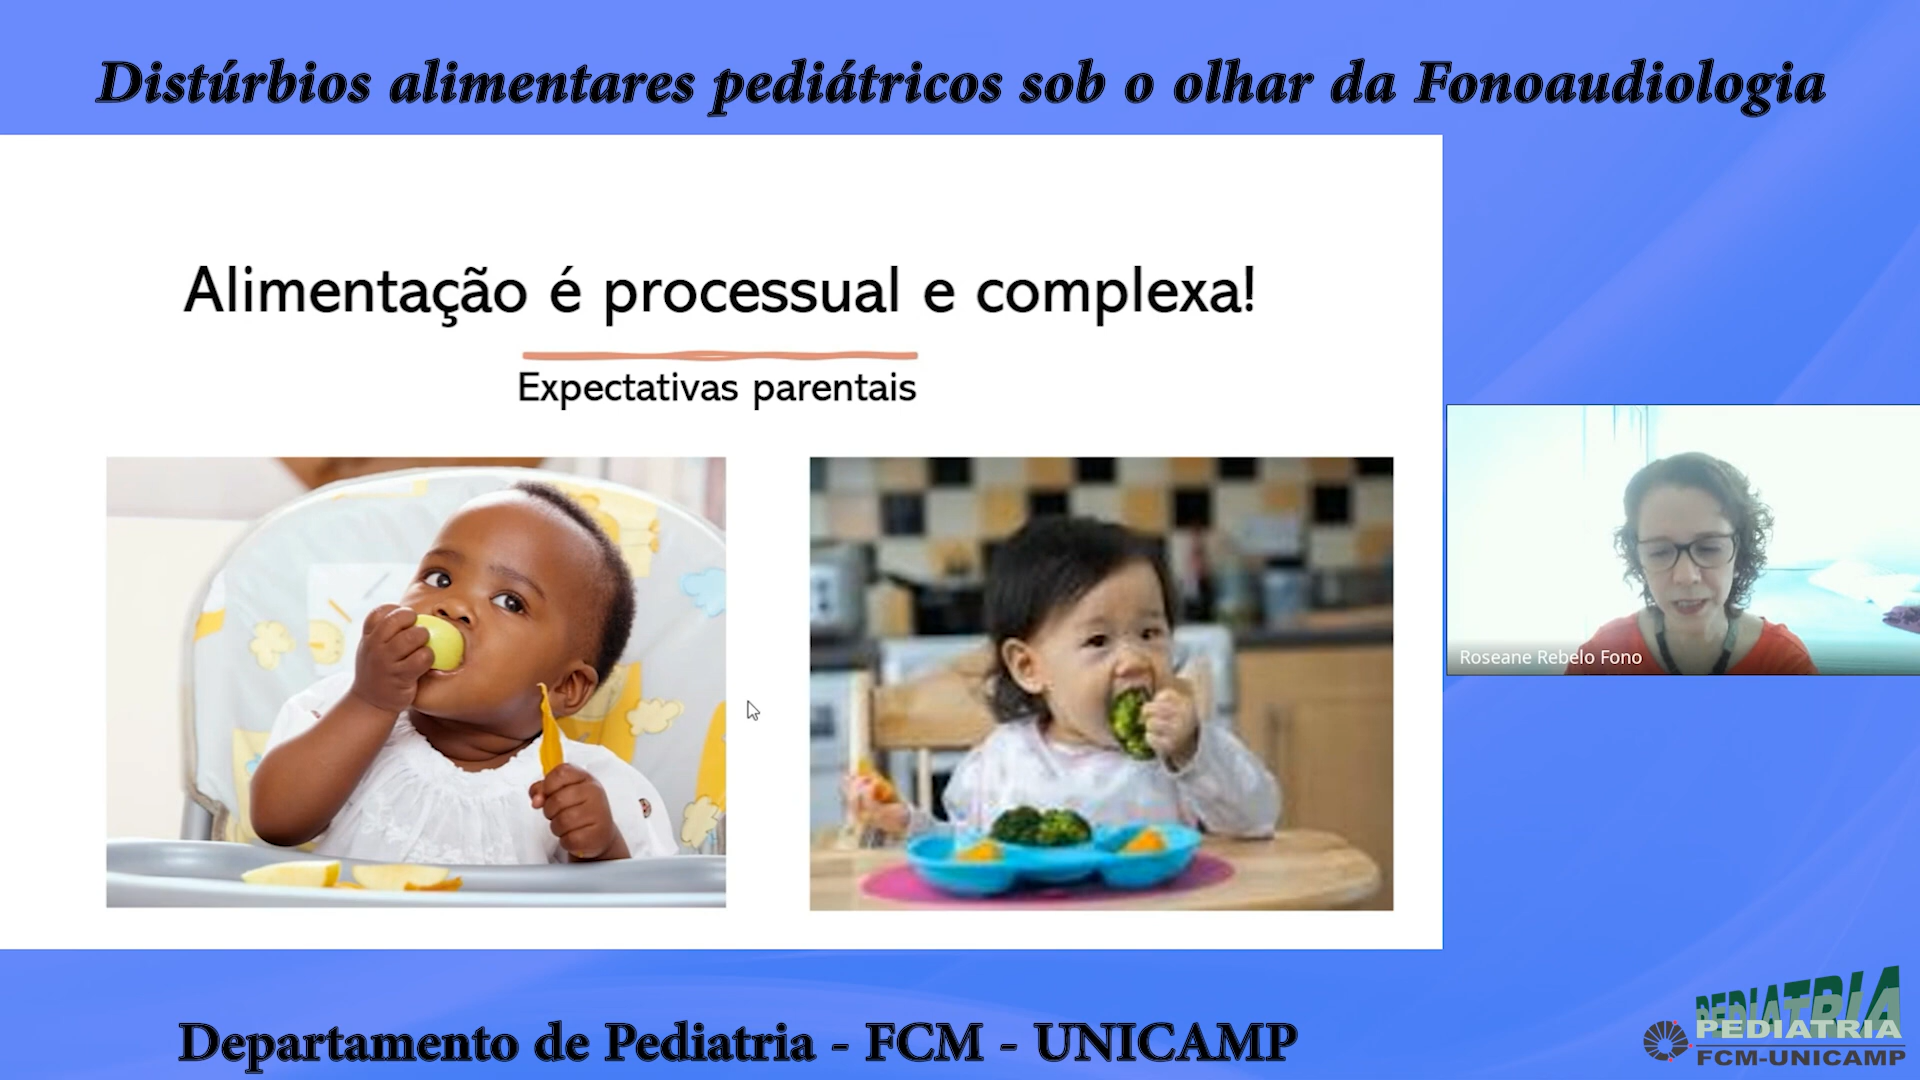 Distúrbios alimentares pediátricos sob o olhar da Fonoaudiologia
Alimentação é processual e complexa!
Expectativas parentais
Roseane Rebelo Fono
Departamento de Pediatria - FCM - UNICAMP
PEDIATRIA
PEDIATRIA
FCM-UNICAMP